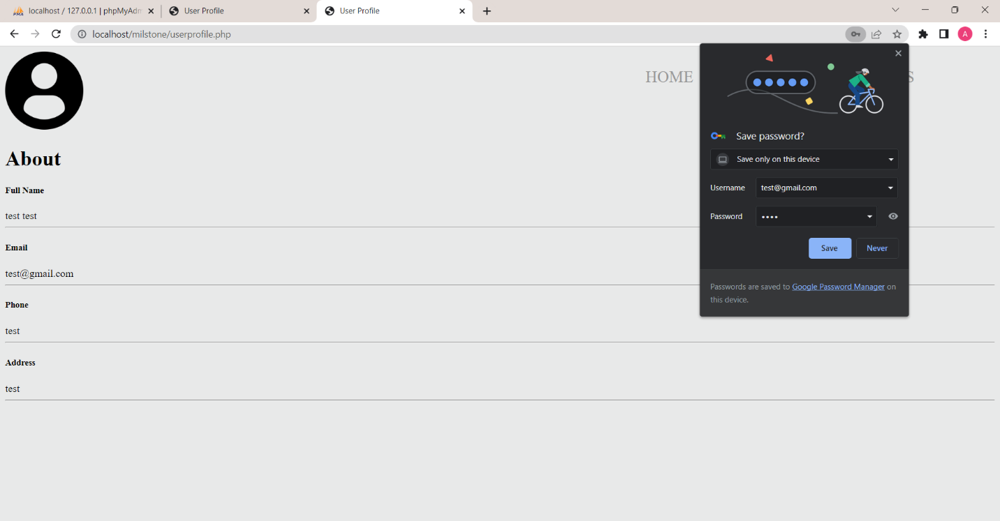 localhost / 127.0.0.1 | phpMyAdm
User Profile
User Profile
localhost/milstone/userprofile.php
A
HOME
S
Save password?
Save only on this device
Username test@gmail.com
Password ••••
Save Never
Passwords are saved to Google Password Manager on
this device.
About
Full Name
test test
Email
test@gmail.com
Phone
test
Address
test